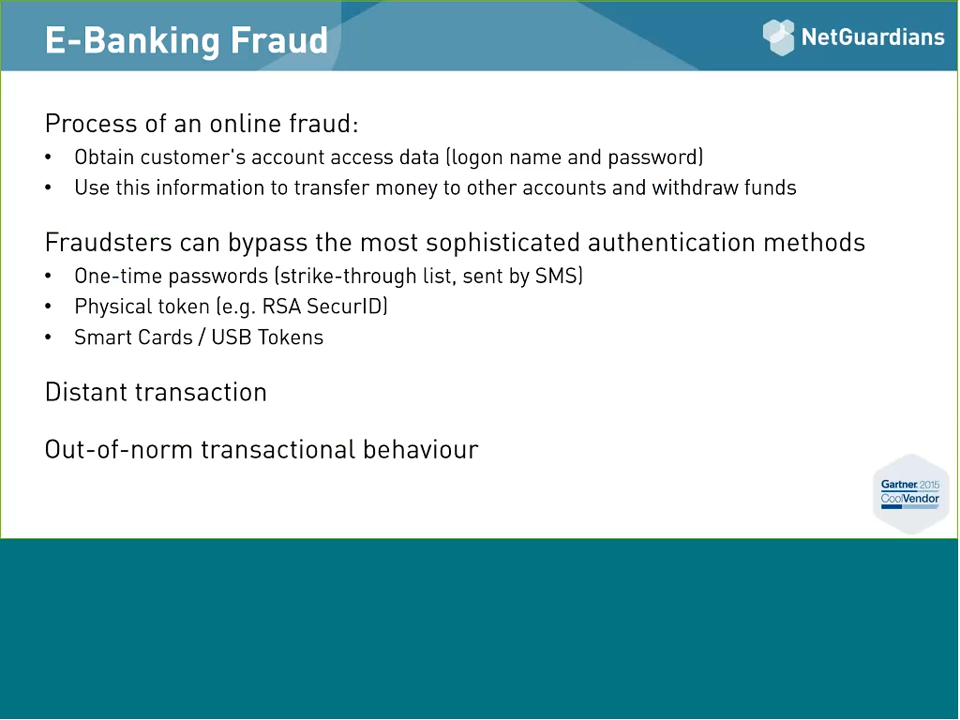 E-Banking Fraud
NetGuardians
Process of an online fraud:
• Obtain customer's account access data (logon name and password)
• Use this information to transfer money to other accounts and withdraw funds
Fraudsters can bypass the most sophisticated authentication methods
• One-time passwords (strike-through list, sent by SMS)
• Physical token (e.g. RSA SecurID)
• Smart Cards / USB Tokens
Distant transaction
Out-of-norm transactional behaviour
Gartner 2015
CoolVendor